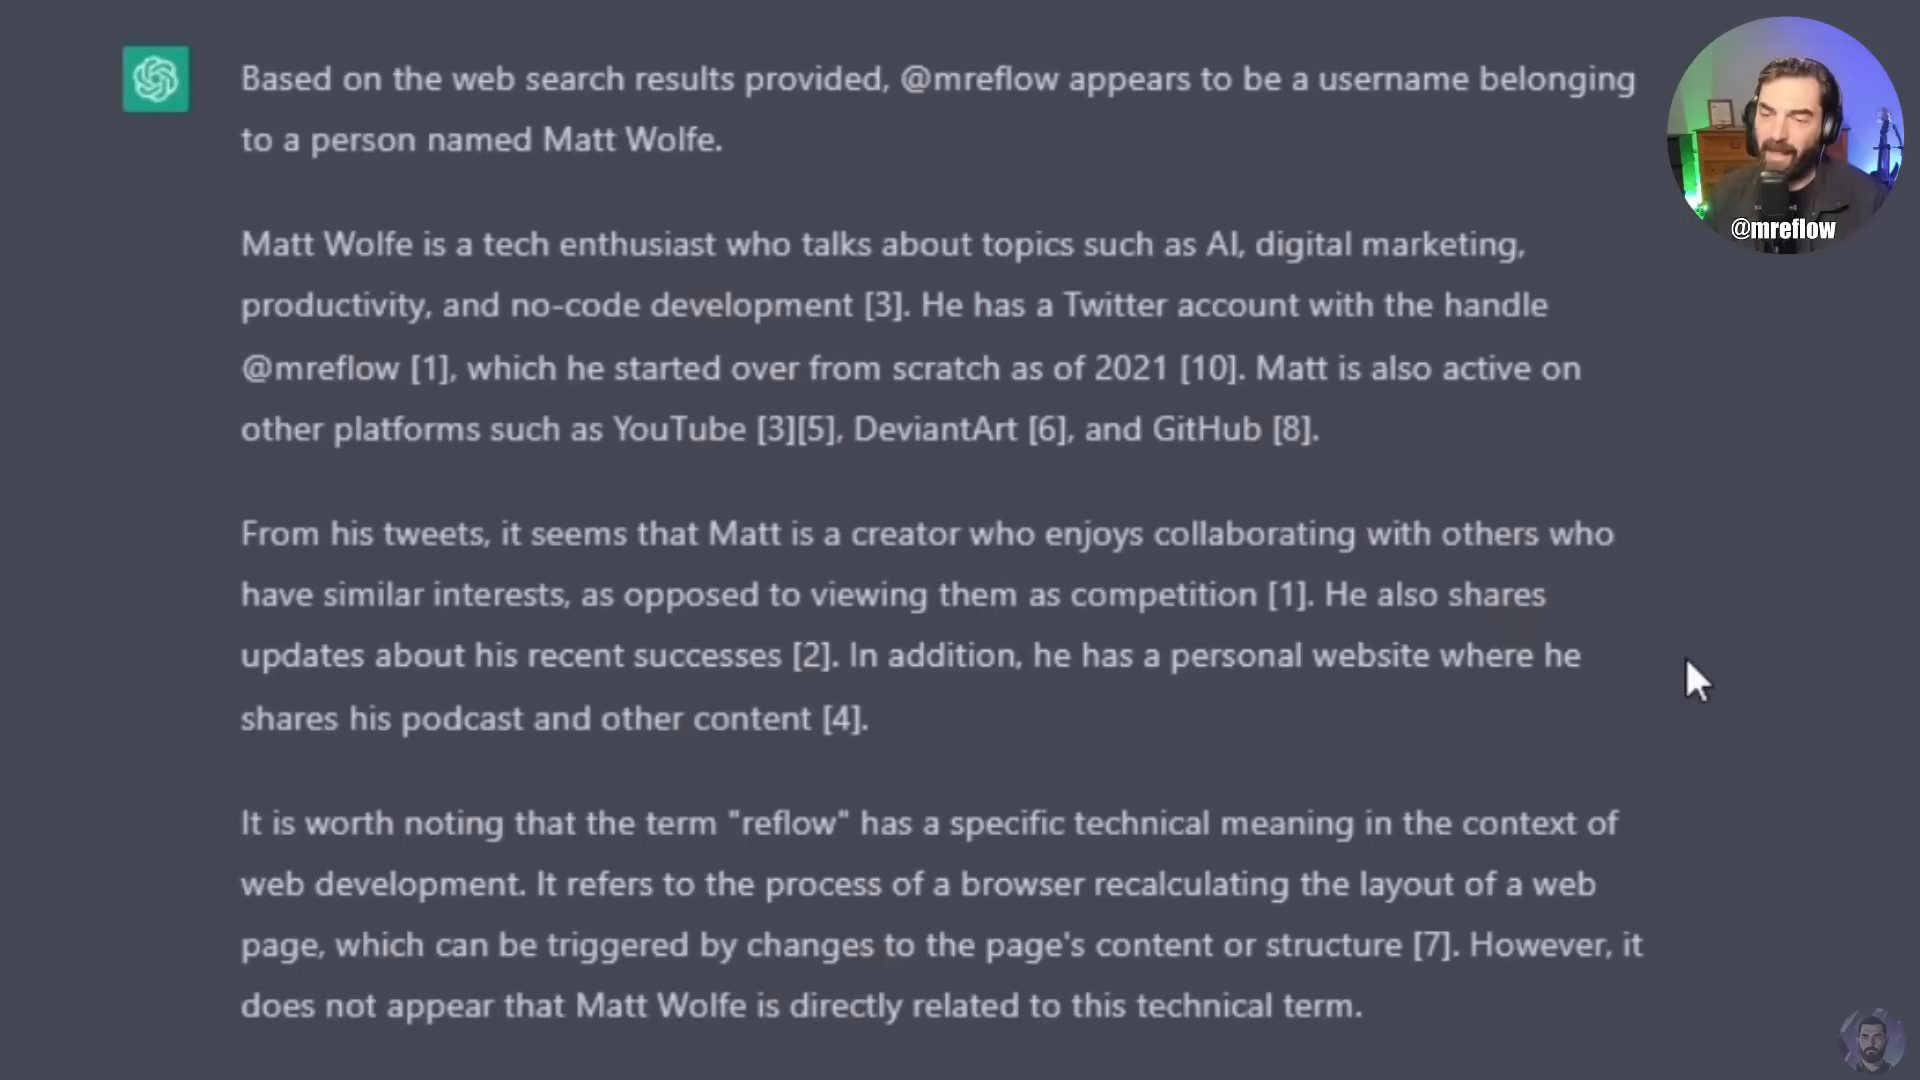 Based on the web search results provided, @mreflow appears to be a username belonging
to a person named Matt Wolfe.
@mreflow
Matt Wolfe is a tech enthusiast who talks about topics such as AI, digital marketing,
productivity, and no-code development [3]. He has a Twitter account with the handle
@mreflow [1], which he started over from scratch as of 2021 [10]. Matt is also active on
other platforms such as YouTube [3][5], DeviantArt [6], and GitHub [8].
From his tweets, it seems that Matt is a creator who enjoys collaborating with others who
have similar interests, as opposed to viewing them as competition [1]. He also shares
updates about his recent successes [2]. In addition, he has a personal website where he
shares his podcast and other content [4].
It is worth noting that the term "reflow" has a specific technical meaning in the context of
web development. It refers to the process of a browser recalculating the layout of a web
page, which can be triggered by changes to the page's content or structure [7]. However, it
does not appear that Matt Wolfe is directly related to this technical term.